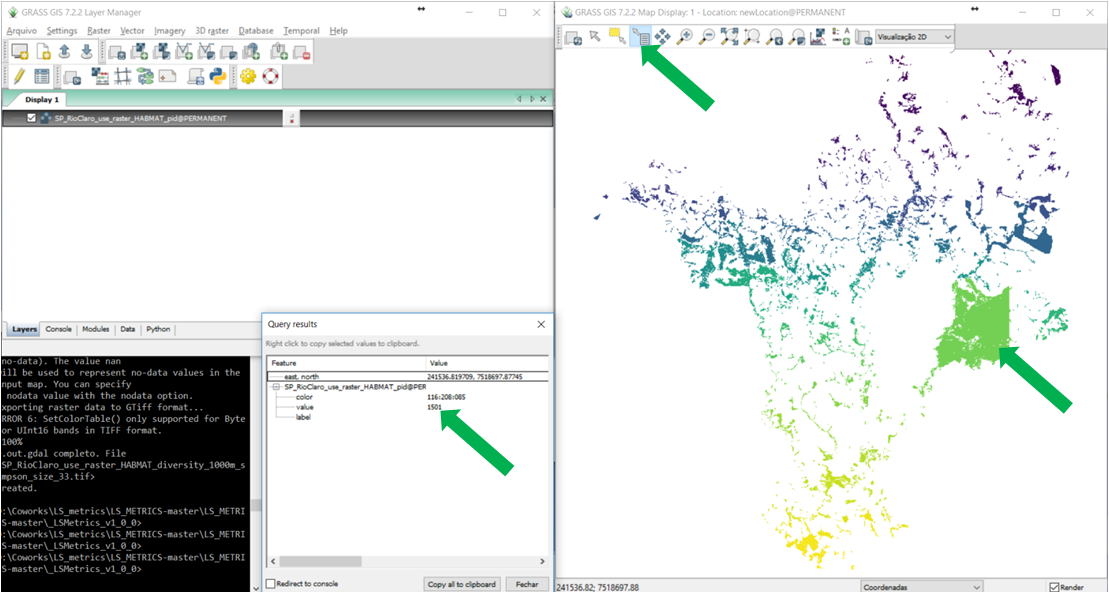 GRASS GIS 7.2.2 Layer Manager
Arquivo Settings Raster Vector Imagery 3D raster Database Temporal Help
Display 1
SP_RioClaro_use_raster_HABMAT_pid@PERMANENT
Layers Console Modules Data Python
no-data). The value nan
ill be used to represent no-data values in the
nput map. You can specify
nodata value with the nodata option.
xporting raster data to GTiff format...
RROR 6: SetColorTable() only supported for Byte
or UInt16 bands in TIFF format.
100%
.out.gdal completo. File
SP_RioClaro_use_raster_HABMAT_diversity_1000m_s
mpson_size_33.tif>
reated.
:\Coworks\LS_metrics\LS_METRICS-master\LS_METRI
S-master\_LSMetrics_v1_0_0>
:\Coworks\LS_metrics\LS_METRICS-master\LS_METRI
S-master\_LSMetrics_v1_0_0>
:\Coworks\LS_metrics\LS_METRICS-master\LS_METRI
S-master\_LSMetrics_v1_0_0>
Query results
Right click to copy selected values to clipboard.
Feature Value
east, north 241536.819709, 7518697.87745
SP_RioClaro_use_raster_HABMAT_pid@PER
color 116:208:085
value 1501
label
Redirect to console Copy all to clipboard Fechar
GRASS GIS 7.2.2 Map Display: 1 - Location: newLocation@PERMANENT
Visualização 2D
241536.82; 7518697.88 Coordenadas Render